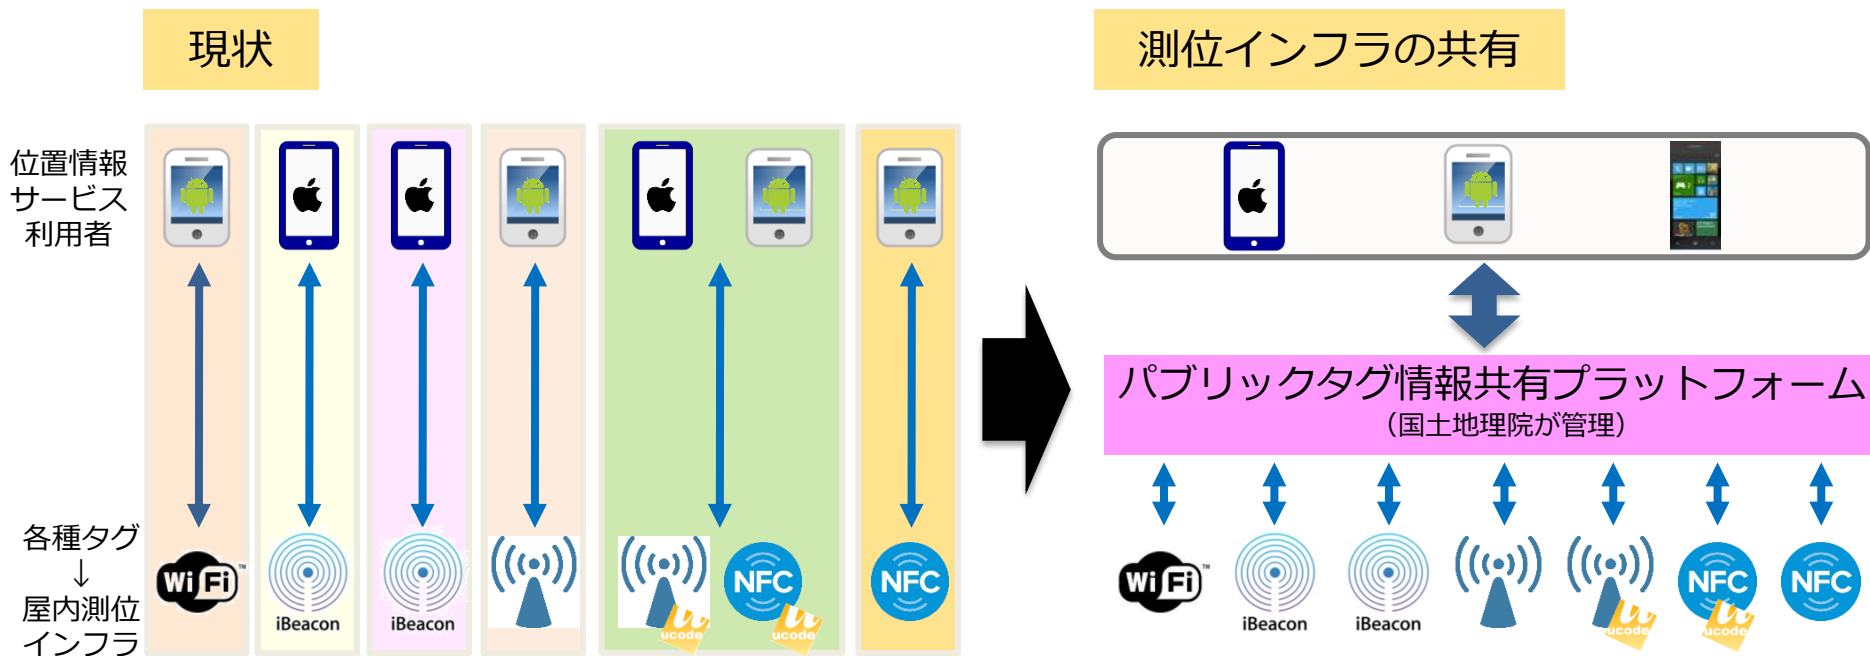 現状
測位インフラの共有
位置情報
サービス
利用者
パブリックタグ情報共有プラットフォーム
（国土地理院が管理）
各種タグ
↓
屋内測位
インフラ
Wi Fi™
iBeacon
iBeacon
ucode
NFC
ucode
NFC
Wi Fi™
iBeacon
iBeacon
ucode
NFC
ucode
NFC